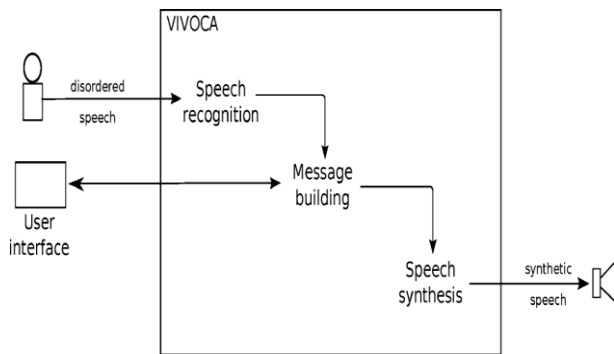 VIVOCA
disordered
speech
Speech
recognition
Message
building
User
interface
Speech
synthesis
synthetic
speech